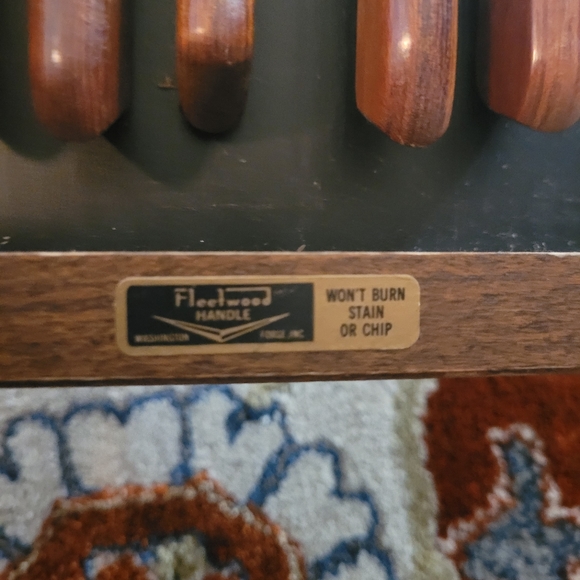 Fleetwood
HANDLE
WASHINGTON FORGE, INC.
WON'T BURN
STAIN
OR CHIP